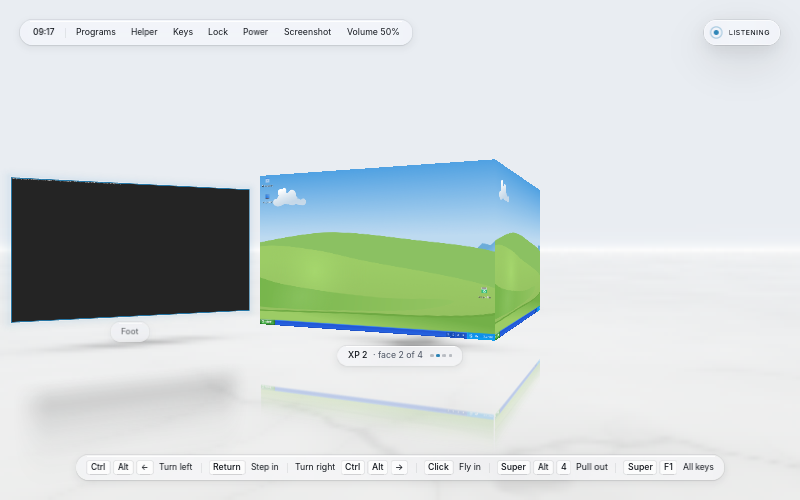 09:17 Programs Helper Keys Lock Power Screenshot Volume 50%
LISTENING
Foot
XP 2 · face 2 of 4
Ctrl Alt ← Turn left Return Step in Turn right Ctrl Alt → Click Fly in Super Alt 4 Pull out Super F1 All keys